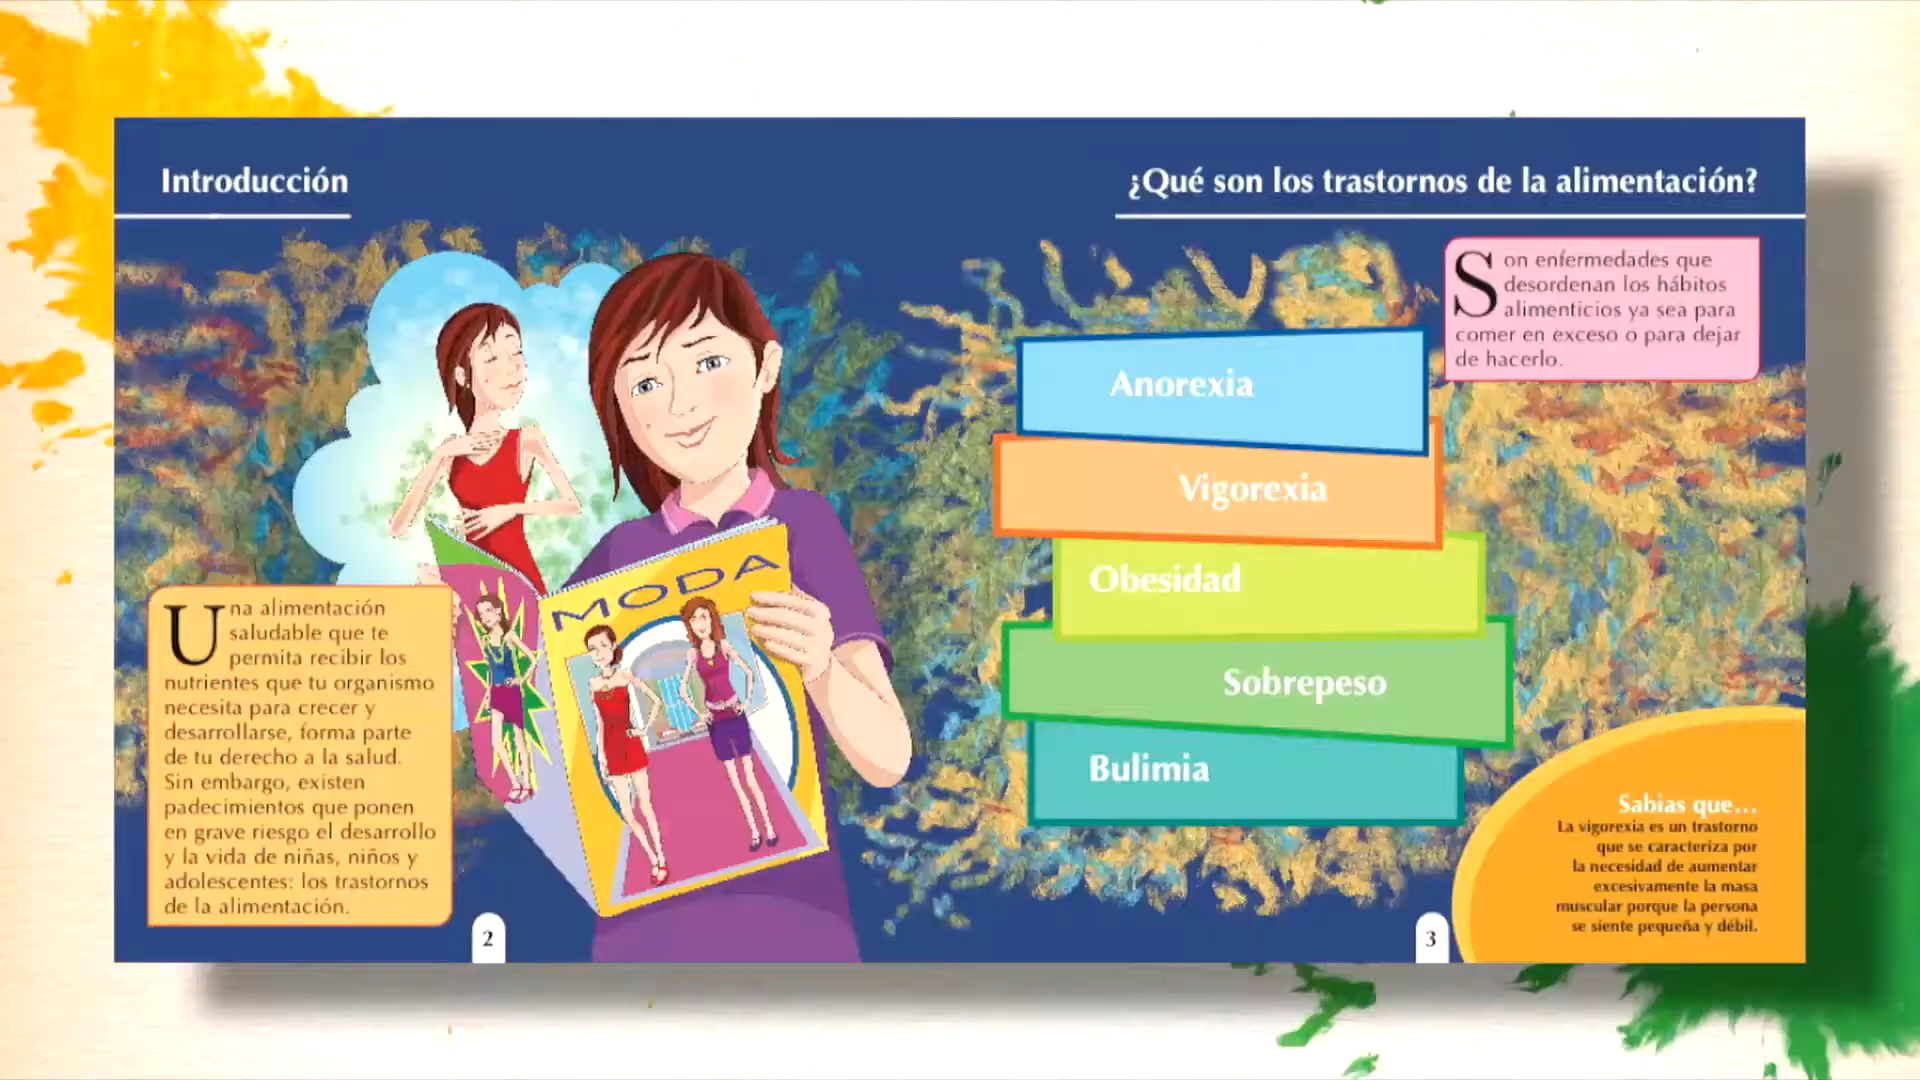 Introducción
MODA
Una alimentación
saludable que te
permita recibir los
nutrientes que tu organismo
necesita para crecer y
desarrollarse, forma parte
de tu derecho a la salud.
Sin embargo, existen
padecimientos que ponen
en grave riesgo el desarrollo
y la vida de niñas, niños y
adolescentes: los trastornos
de la alimentación.
2
¿Qué son los trastornos de la alimentación?
Son enfermedades que
desordenan los hábitos
alimenticios ya sea para
comer en exceso o para dejar
de hacerlo.
Anorexia
Vigorexia
Obesidad
Sobrepeso
Bulimia
Sabias que...
La vigorexia es un trastorno
que se caracteriza por
la necesidad de aumentar
excesivamente la masa
muscular porque la persona
se siente pequeña y débil.
3